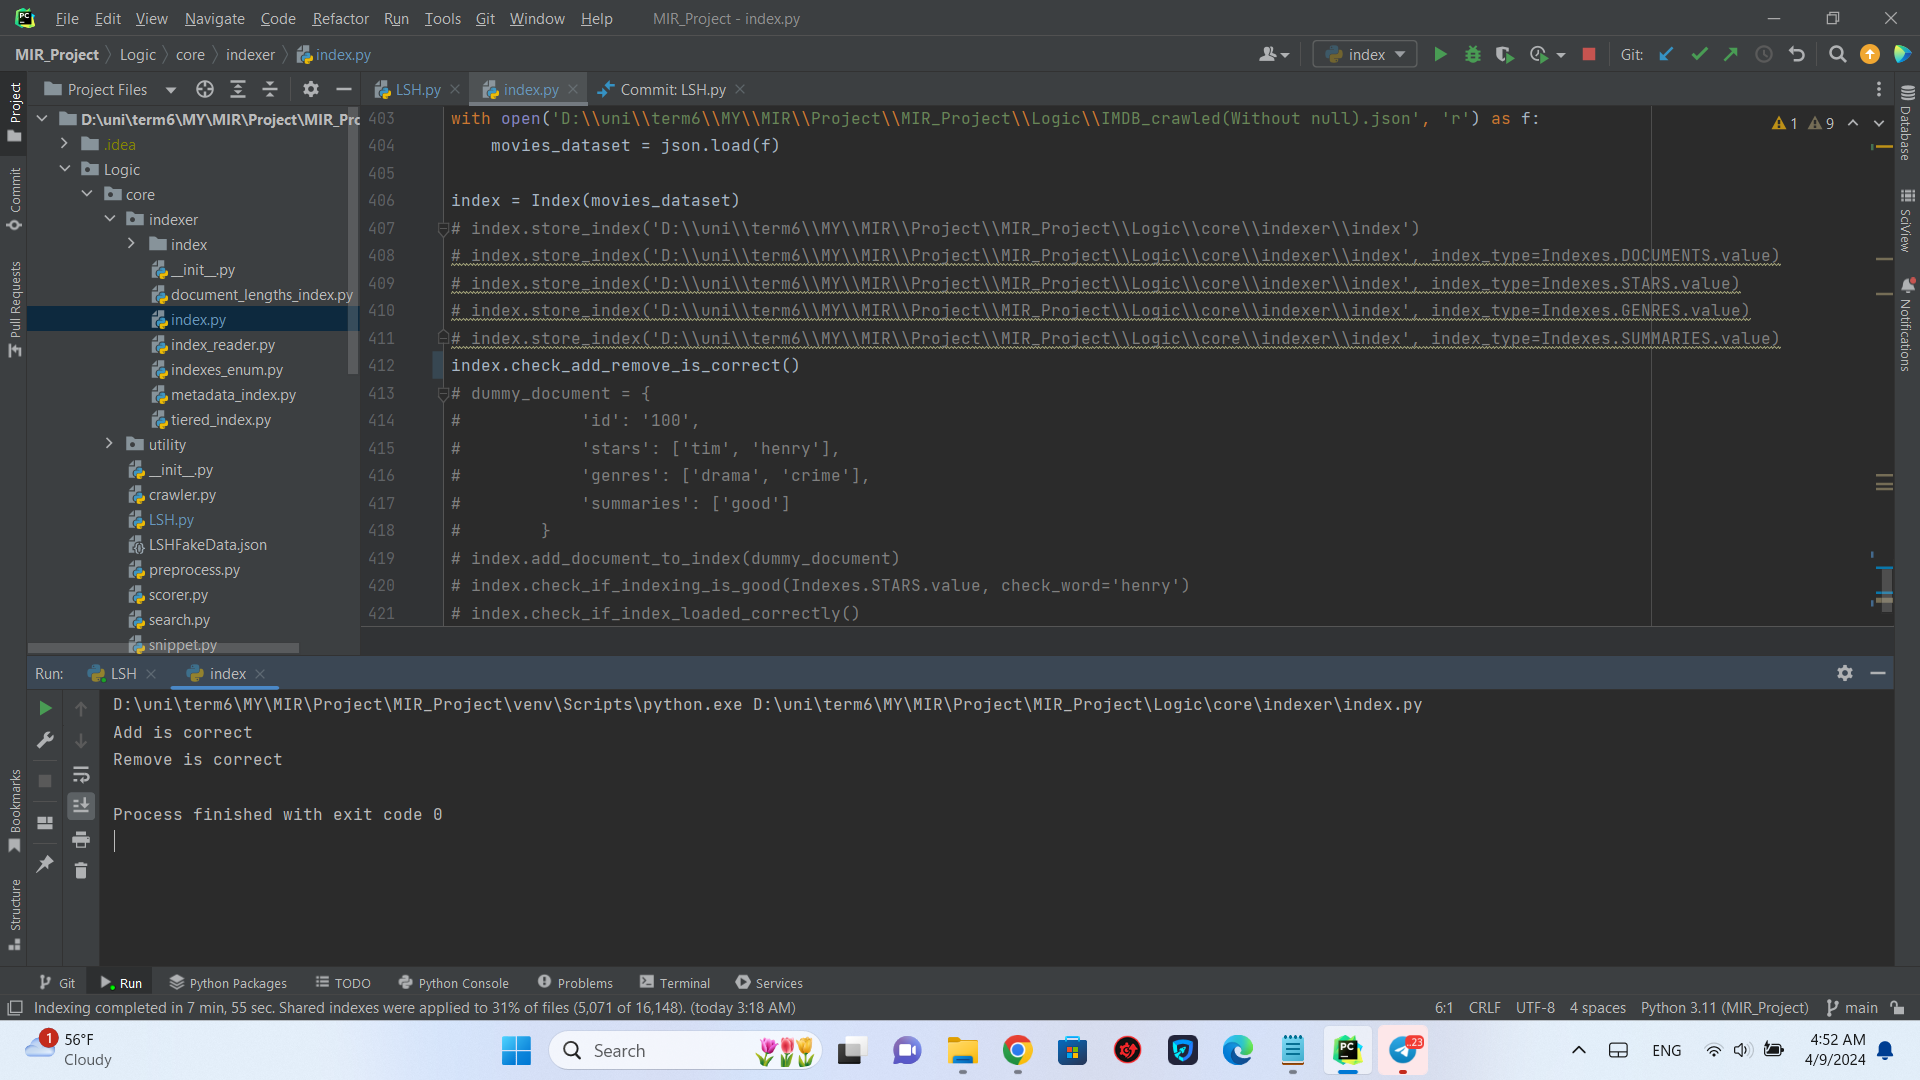 File Edit View Navigate Code Refactor Run Tools Git Window Help MIR_Project - index.py
MIR_Project Logic core indexer index.py
index Git:
Project Files
LSH.py index.py Commit: LSH.py
D:\uni\term6\MY\MIR\Project\MIR_Prc
.idea
Logic
core
indexer
index
__init__.py
document_lengths_index.py
index.py
index_reader.py
indexes_enum.py
metadata_index.py
tiered_index.py
utility
__init__.py
crawler.py
LSH.py
LSHFakeData.json
preprocess.py
scorer.py
search.py
snippet.py
Project
Commit
Pull Requests
Bookmarks
Structure
403 with open('D:\\uni\\term6\\MY\\MIR\\Project\\MIR_Project\\Logic\\IMDB_crawled(Without null).json', 'r') as f:
404     movies_dataset = json.load(f)
405
406 index = Index(movies_dataset)
407 # index.store_index('D:\\uni\\term6\\MY\\MIR\\Project\\MIR_Project\\Logic\\core\\indexer\\index')
408 # index.store_index('D:\\uni\\term6\\MY\\MIR\\Project\\MIR_Project\\Logic\\core\\indexer\\index', index_type=Indexes.DOCUMENTS.value)
409 # index.store_index('D:\\uni\\term6\\MY\\MIR\\Project\\MIR_Project\\Logic\\core\\indexer\\index', index_type=Indexes.STARS.value)
410 # index.store_index('D:\\uni\\term6\\MY\\MIR\\Project\\MIR_Project\\Logic\\core\\indexer\\index', index_type=Indexes.GENRES.value)
411 # index.store_index('D:\\uni\\term6\\MY\\MIR\\Project\\MIR_Project\\Logic\\core\\indexer\\index', index_type=Indexes.SUMMARIES.value)
412 index.check_add_remove_is_correct()
413 # dummy_document = {
414 #            'id': '100',
415 #            'stars': ['tim', 'henry'],
416 #            'genres': ['drama', 'crime'],
417 #            'summaries': ['good']
418 #        }
419 # index.add_document_to_index(dummy_document)
420 # index.check_if_indexing_is_good(Indexes.STARS.value, check_word='henry')
421 # index.check_if_index_loaded_correctly()
1 9
Database
SciView
Notifications
Run: LSH index
D:\uni\term6\MY\MIR\Project\MIR_Project\venv\Scripts\python.exe D:\uni\term6\MY\MIR\Project\MIR_Project\Logic\core\indexer\index.py
Add is correct
Remove is correct
Process finished with exit code 0
Git Run Python Packages TODO Python Console Problems Terminal Services
Indexing completed in 7 min, 55 sec. Shared indexes were applied to 31% of files (5,071 of 16,148). (today 3:18 AM) 6:1 CRLF UTF-8 4 spaces Python 3.11 (MIR_Project) main
1
56°F
Cloudy
Search
PC
23
ENG
4:52 AM
4/9/2024